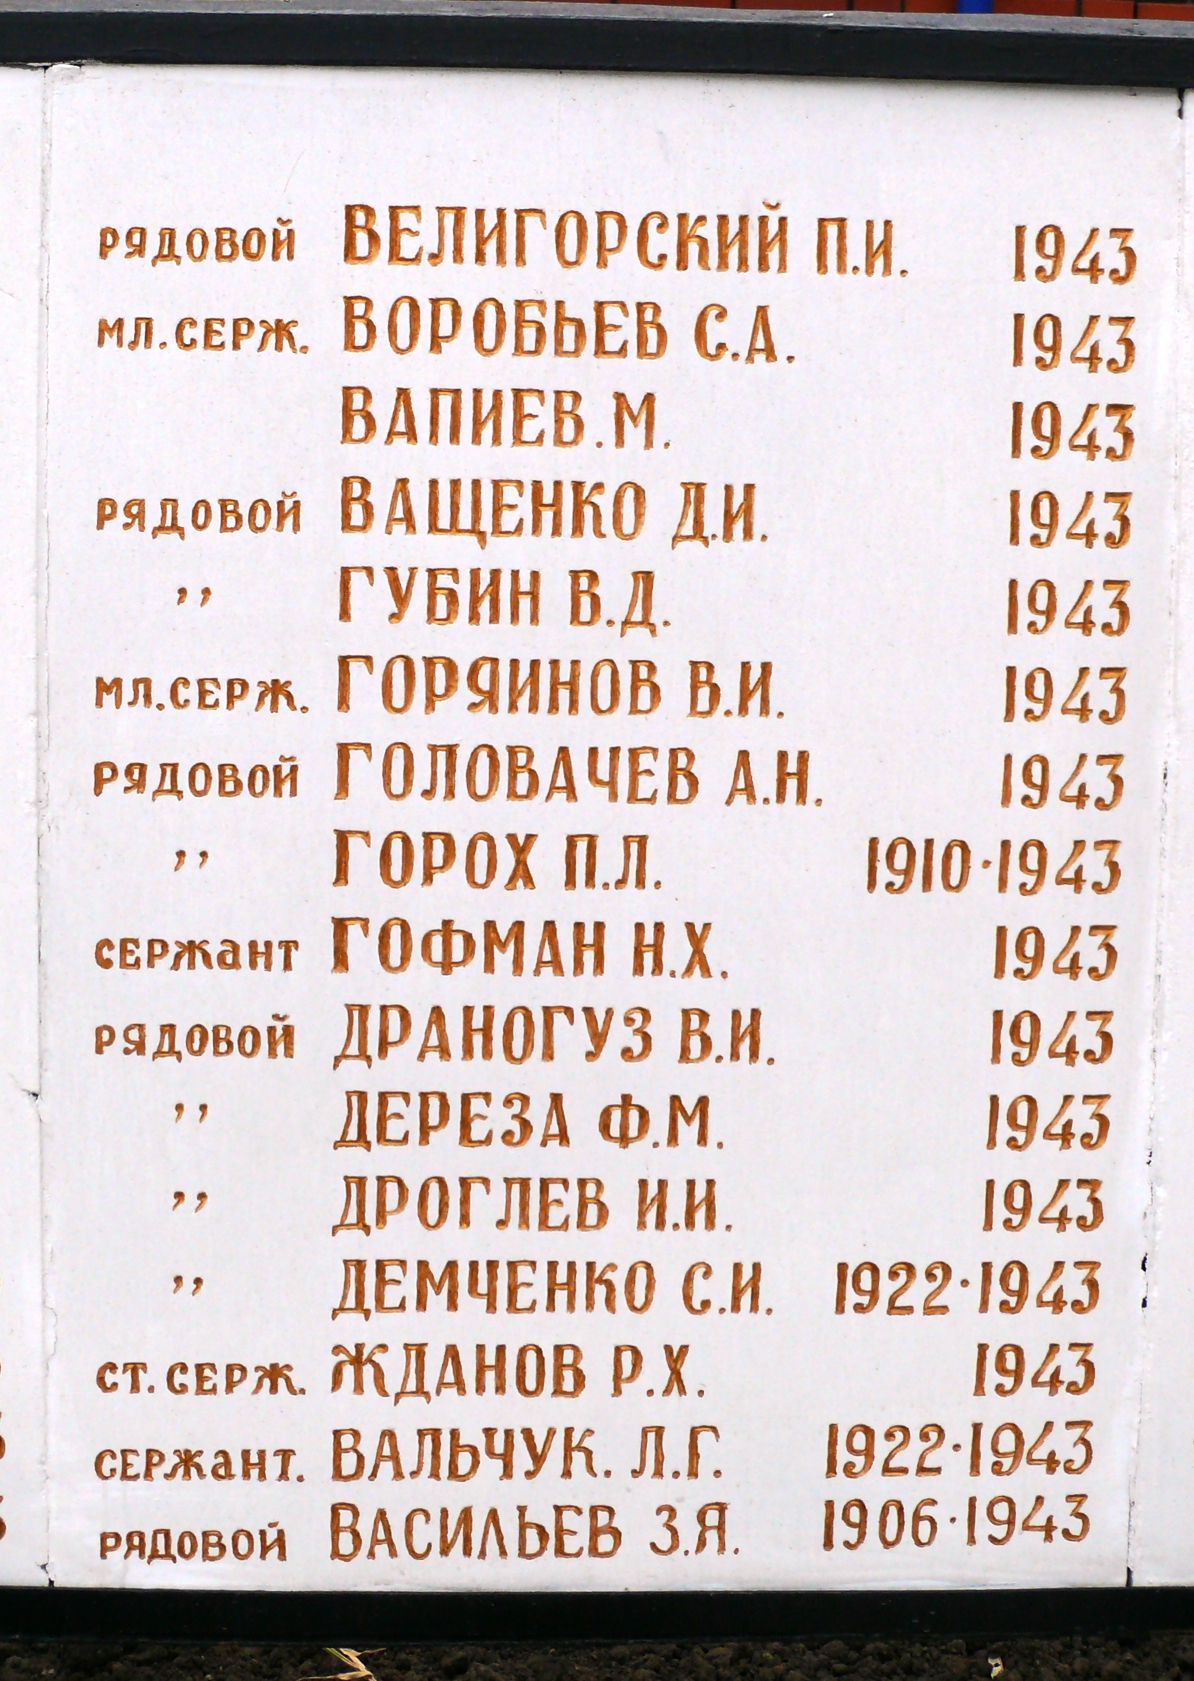 РЯДОВОЙ ВЕЛИГОРСКИЙ П.И. 1943
МЛ.СЕРЖ. ВОРОБЬЕВ С.А. 1943
ВАПИЕВ.М. 1943
РЯДОВОЙ ВАЩЕНКО Д.И. 1943
,, ГУБИН В.Д. 1943
МЛ.СЕРЖ. ГОРЯИНОВ В.И. 1943
РЯДОВОЙ ГОЛОВАЧЕВ А.Н. 1943
,, ГОРОХ П.Л. 1910·1943
СЕРЖаНТ ГОФМАН Н.Х. 1943
РЯДОВОЙ ДРАНОГУЗ В.И. 1943
,, ДЕРЕЗА Ф.М. 1943
,, ДРОГЛЕВ И.И. 1943
,, ДЕМЧЕНКО С.И. 1922·1943
СТ.СЕРЖ. ЖДАНОВ Р.Х. 1943
СЕРЖаНТ. ВАЛЬЧУК. Л.Г. 1922·1943
РЯДОВОЙ ВАСИЛЬЕВ З.Я. 1906·1943